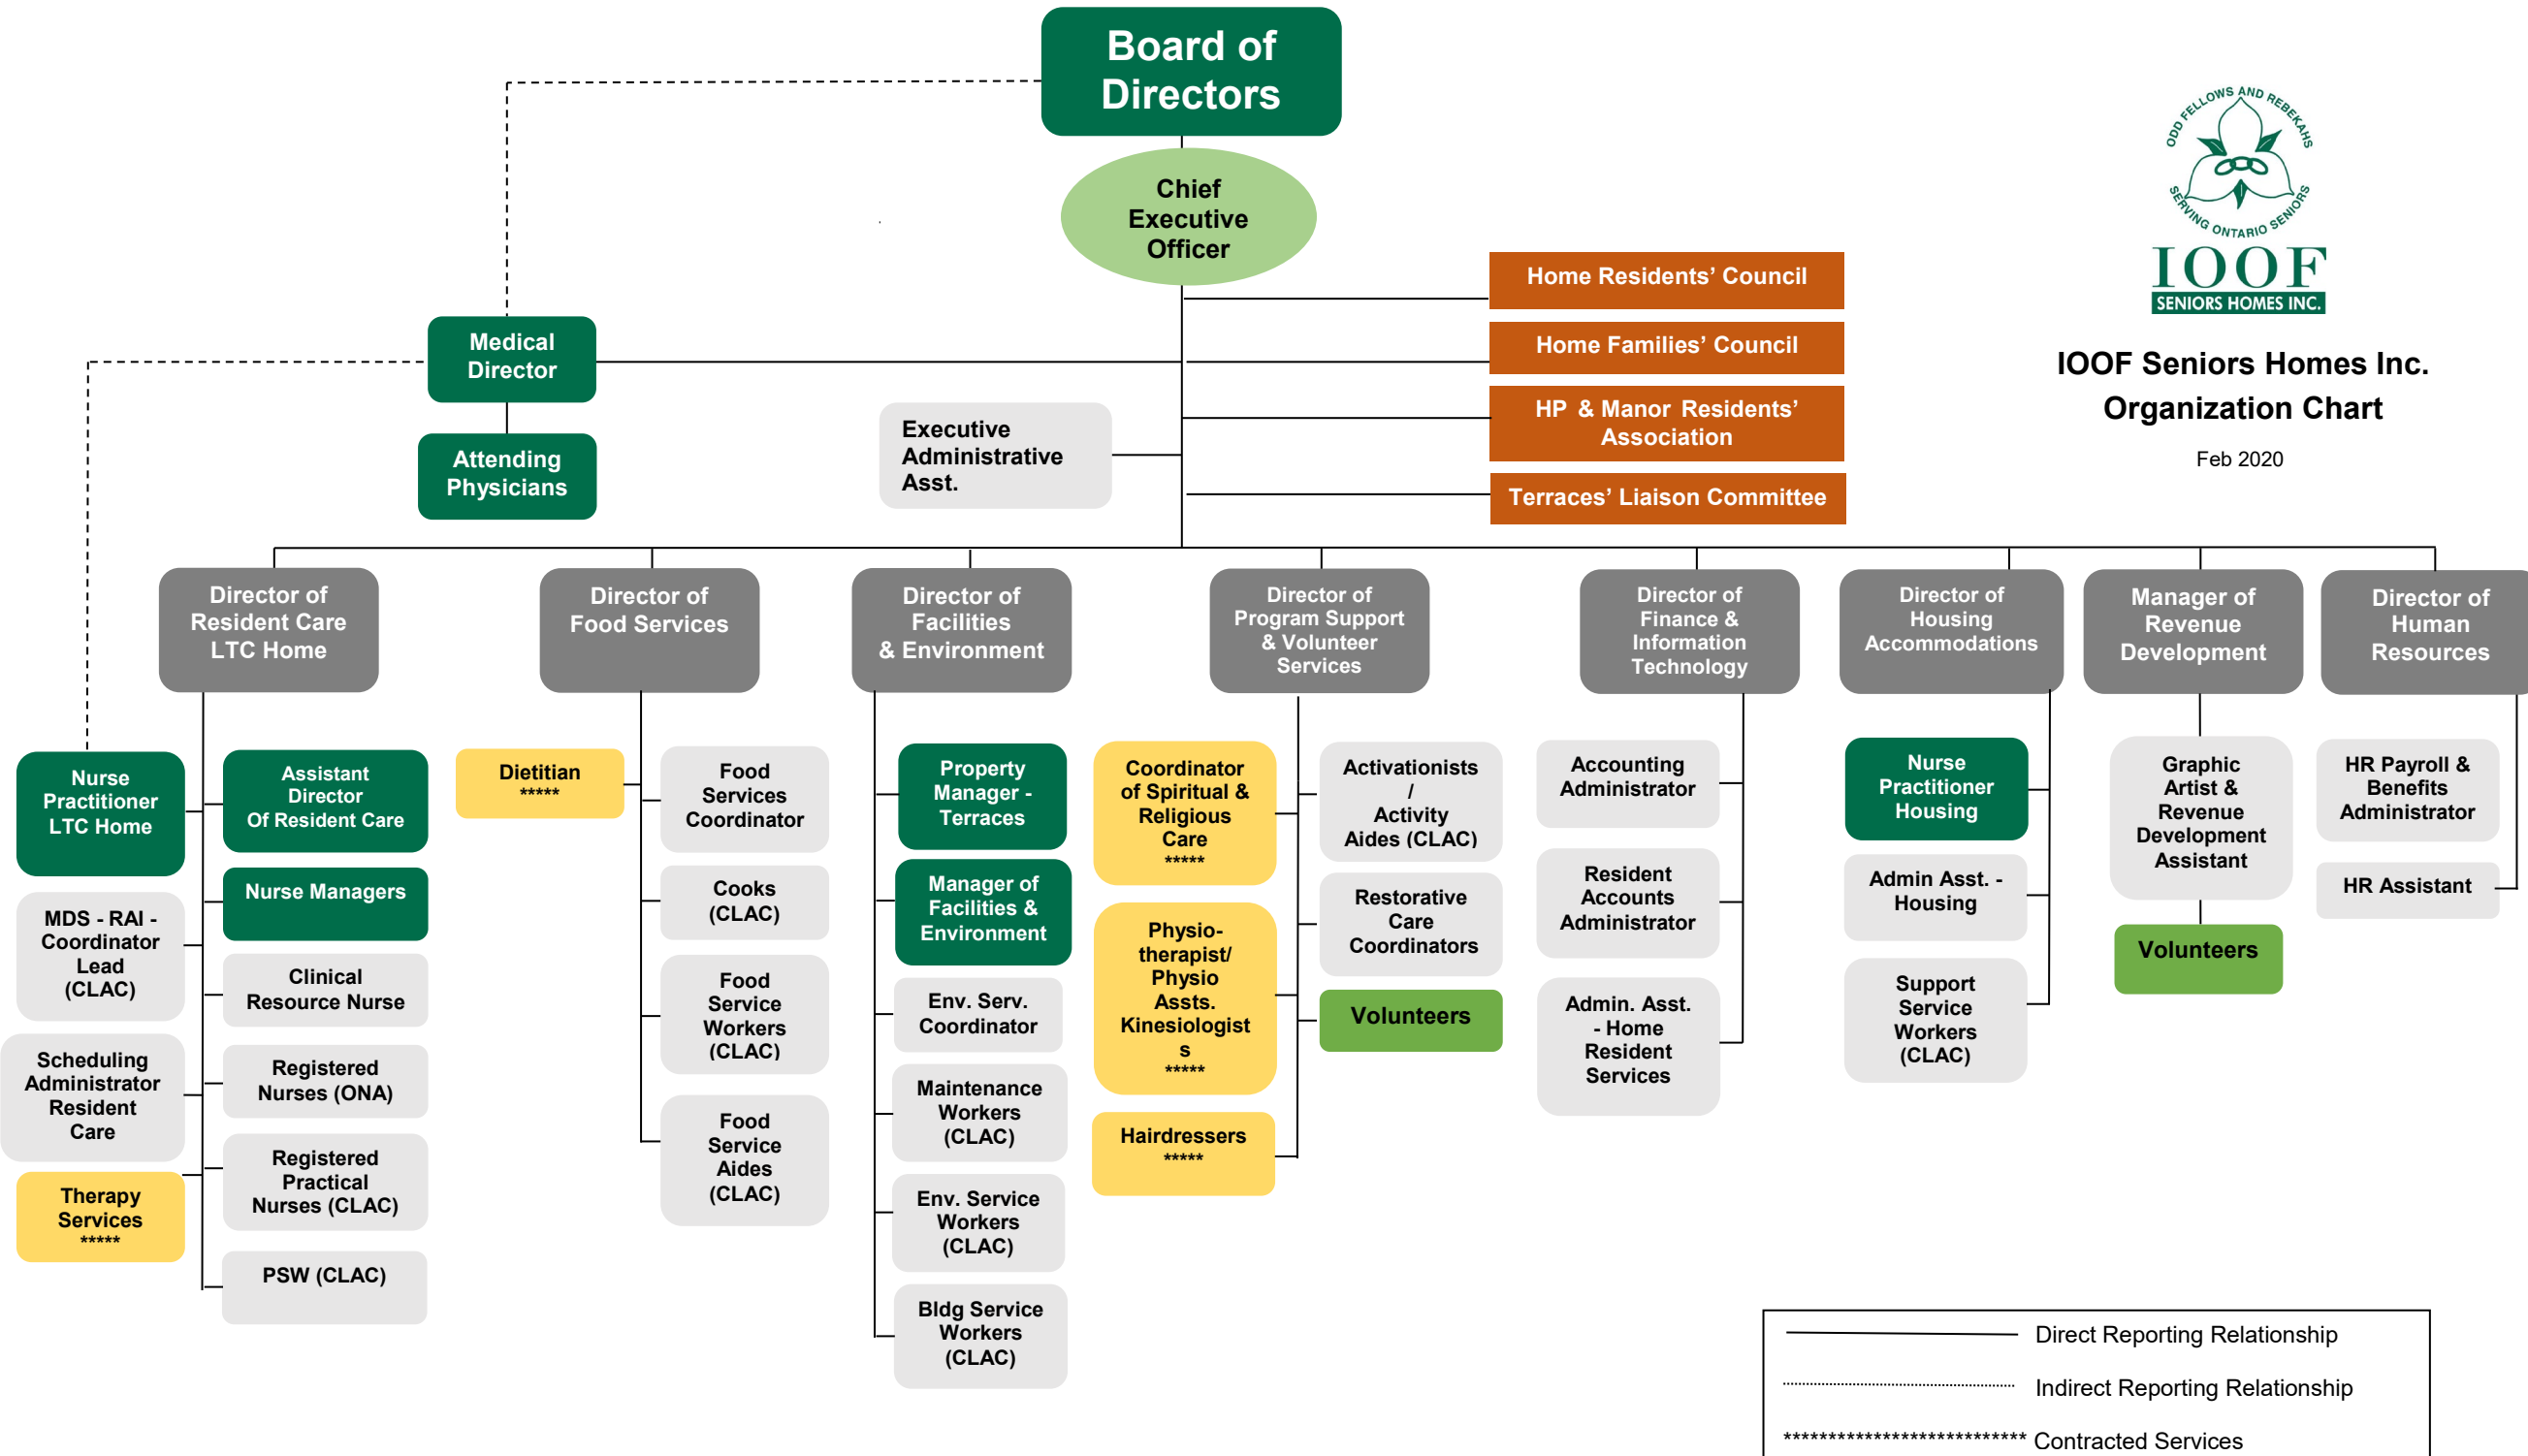 Board of
Directors
Chief
Executive
Officer
ODD FELLOWS AND REBEKAHS
SERVING ONTARIO SENIORS
IOOF
SENIORS HOMES INC.
IOOF Seniors Homes Inc.
Organization Chart
Feb 2020
Home Residents’ Council
Home Families’ Council
HP & Manor Residents’
Association
Terraces’ Liaison Committee
Medical
Director
Attending
Physicians
Executive
Administrative
Asst.
Director of
Resident Care
LTC Home
Director of
Food Services
Director of
Facilities
& Environment
Director of
Program Support
& Volunteer
Services
Director of
Finance &
Information
Technology
Director of
Housing
Accommodations
Manager of
Revenue
Development
Director of
Human
Resources
Nurse
Practitioner
LTC Home
MDS - RAI -
Coordinator
Lead
(CLAC)
Scheduling
Administrator
Resident
Care
Therapy
Services
*****
Assistant
Director
Of Resident Care
Nurse Managers
Clinical
Resource Nurse
Registered
Nurses (ONA)
Registered
Practical
Nurses (CLAC)
PSW (CLAC)
Dietitian
*****
Food
Services
Coordinator
Cooks
(CLAC)
Food
Service
Workers
(CLAC)
Food
Service
Aides
(CLAC)
Property
Manager -
Terraces
Manager of
Facilities &
Environment
Env. Serv.
Coordinator
Maintenance
Workers
(CLAC)
Env. Service
Workers
(CLAC)
Bldg Service
Workers
(CLAC)
Coordinator
of Spiritual &
Religious
Care
*****
Physio-
therapist/
Physio
Assts.
Kinesiologist
s
*****
Hairdressers
*****
Activationists
/
Activity
Aides (CLAC)
Restorative
Care
Coordinators
Volunteers
Accounting
Administrator
Resident
Accounts
Administrator
Admin. Asst.
- Home
Resident
Services
Nurse
Practitioner
Housing
Admin Asst. -
Housing
Support
Service
Workers
(CLAC)
Graphic
Artist &
Revenue
Development
Assistant
Volunteers
HR Payroll &
Benefits
Administrator
HR Assistant
Direct Reporting Relationship
Indirect Reporting Relationship
*************************** Contracted Services